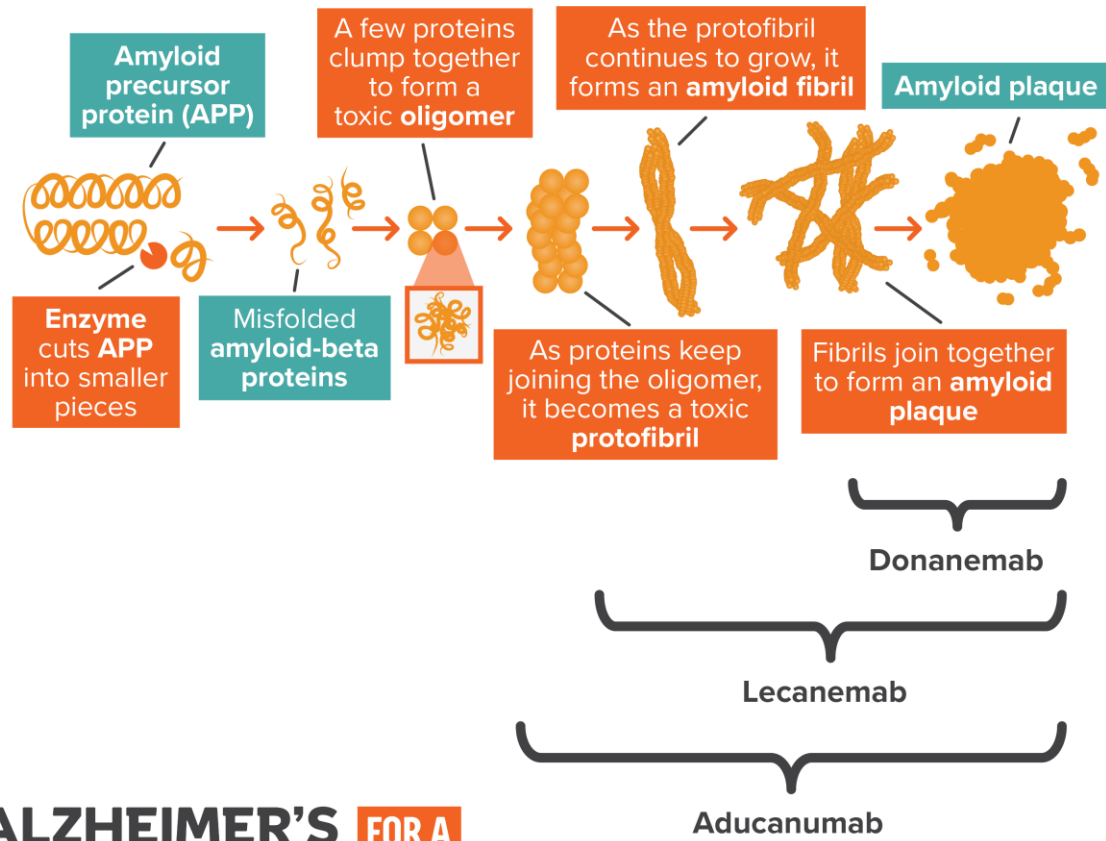 Amyloid
precursor
protein (APP)
A few proteins
clump together
to form a
toxic oligomer
As the protofibril
continues to grow, it
forms an amyloid fibril
Amyloid plaque
Enzyme
cuts APP
into smaller
pieces
Misfolded
amyloid-beta
proteins
As proteins keep
joining the oligomer,
it becomes a toxic
protofibril
Fibrils join together
to form an amyloid
plaque
Donanemab
Lecanemab
Aducanumab
ALZHEIMER'S FOR A